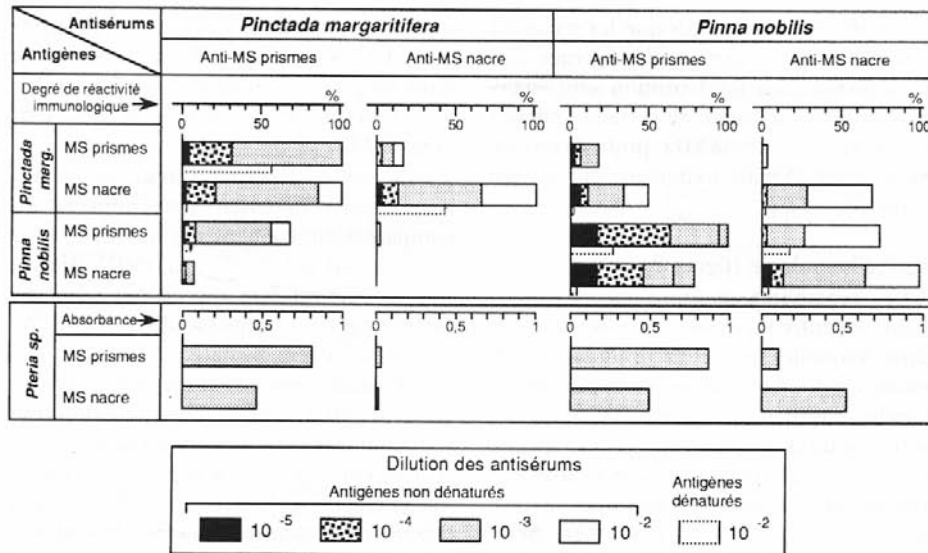 Antisérums Pinctada margaritifera Pinna nobilis
Antigènes Anti-MS prismes Anti-MS nacre Anti-MS prismes Anti-MS nacre
Degré de réactivité
immunologique % % % %
0 50 100 0 50 100 0 50 100 0 50 100
Pinctada marg.
MS prismes
MS nacre
Pinna nobilis
MS prismes
MS nacre
Absorbance 0 0,5 1 0 0,5 1 0 0,5 1 0 0,5 1
Pteria sp.
MS prismes
MS nacre
Dilution des antisérums
Antigènes non dénaturés
Antigènes dénaturés
10⁻⁵ 10⁻⁴ 10⁻³ 10⁻² 10⁻²